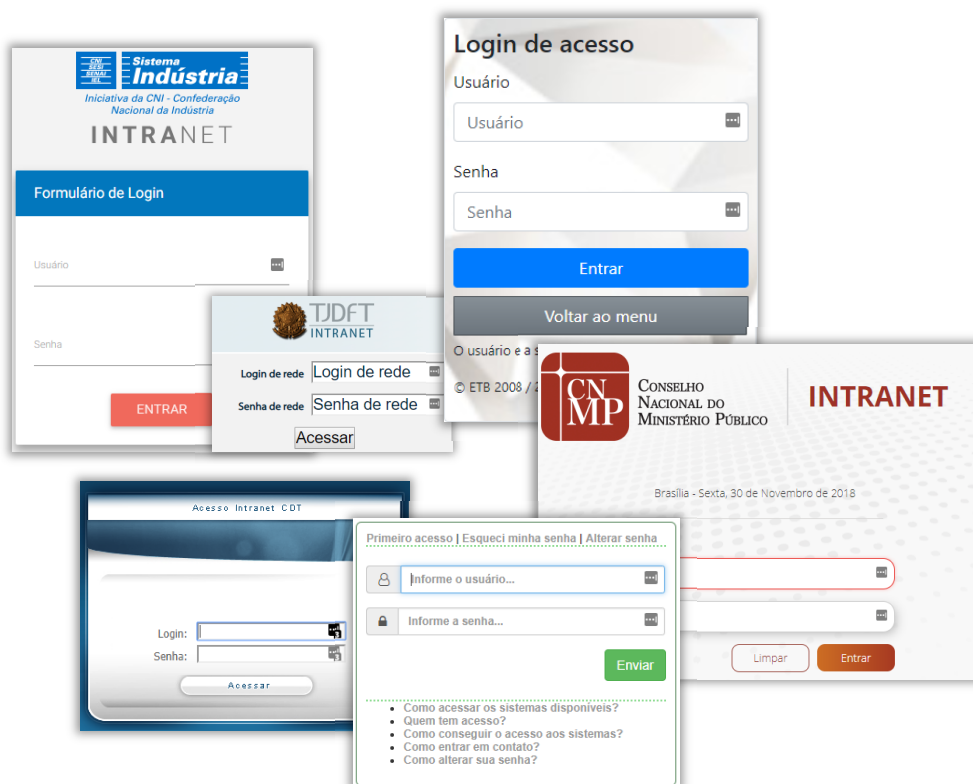 CNI
SESI
SENAI
IEL
Sistema
Indústria
Iniciativa da CNI - Confederação
Nacional da Indústria
INTRANET
Formulário de Login
Usuário
Senha
ENTRAR
Login de acesso
Usuário
Usuário
Senha
Senha
Entrar
Voltar ao menu
O usuário e a s
© ETB 2008 / 2
TJDFT
INTRANET
Login de rede Login de rede
Senha de rede Senha de rede
Acessar
CN
MP
Conselho
Nacional do
Ministério Público
INTRANET
Brasília - Sexta, 30 de Novembro de 2018
Limpar Entrar
Acesso Intranet CDT
Login:
Senha:
Acessar
Primeiro acesso | Esqueci minha senha | Alterar senha
Informe o usuário...
Informe a senha...
Enviar
Como acessar os sistemas disponíveis?
Quem tem acesso?
Como conseguir o acesso aos sistemas?
Como entrar em contato?
Como alterar sua senha?